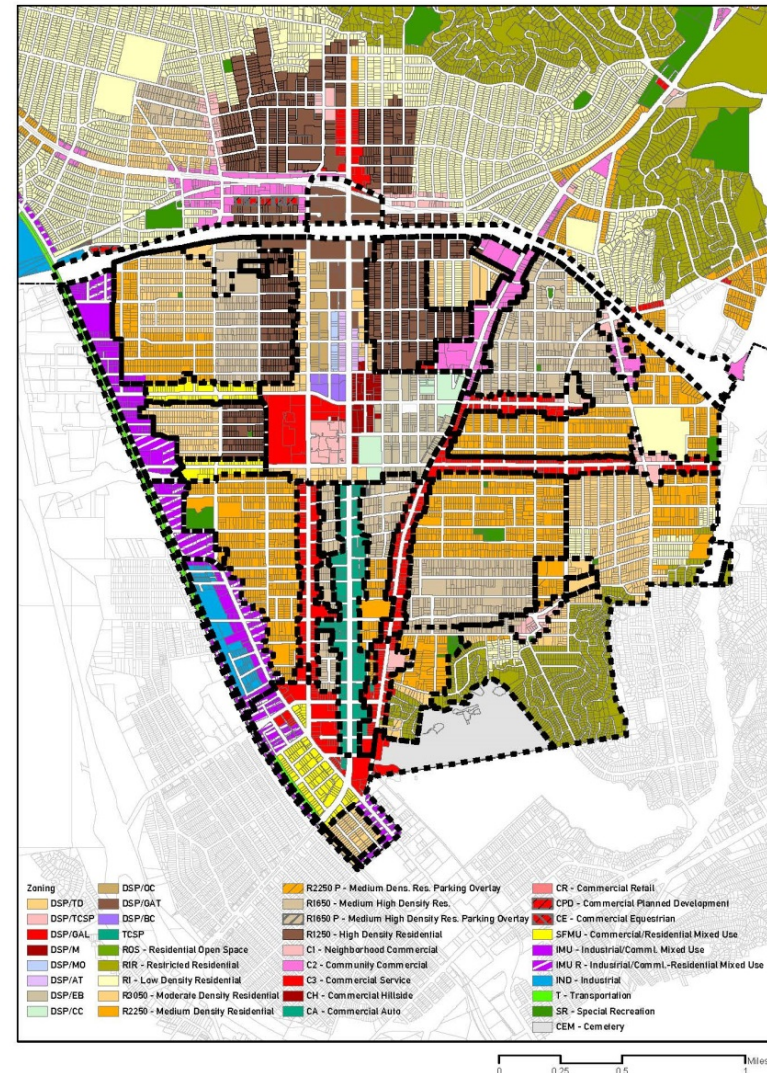 Zoning
DSP/TD
DSP/TCSP
DSP/GAL
DSP/M
DSP/MO
DSP/AT
DSP/EB
DSP/CC
DSP/OC
DSP/GAT
DSP/BC
TCSP
ROS - Residential Open Space
RIR - Restricted Residential
RI - Low Density Residential
R3050 - Moderate Density Residential
R2250 - Medium Density Residential
R2250 P - Medium Dens. Res. Parking Overlay
R1650 - Medium High Density Res.
R1650 P - Medium High Density Res. Parking Overlay
R1250 - High Density Residential
C1 - Neighborhood Commercial
C2 - Community Commercial
C3 - Commercial Service
CH - Commercial Hillside
CA - Commercial Auto
CR - Commercial Retail
CPD - Commercial Planned Development
CE - Commercial Equestrian
SFMU - Commercial/Residential Mixed Use
IMU - Industrial/Comml. Mixed Use
IMU R - Industrial/Comml.-Residential Mixed Use
IND - Industrial
T - Transportation
SR - Special Recreation
CEM - Cemetery
Miles
0 0.25 0.5 1